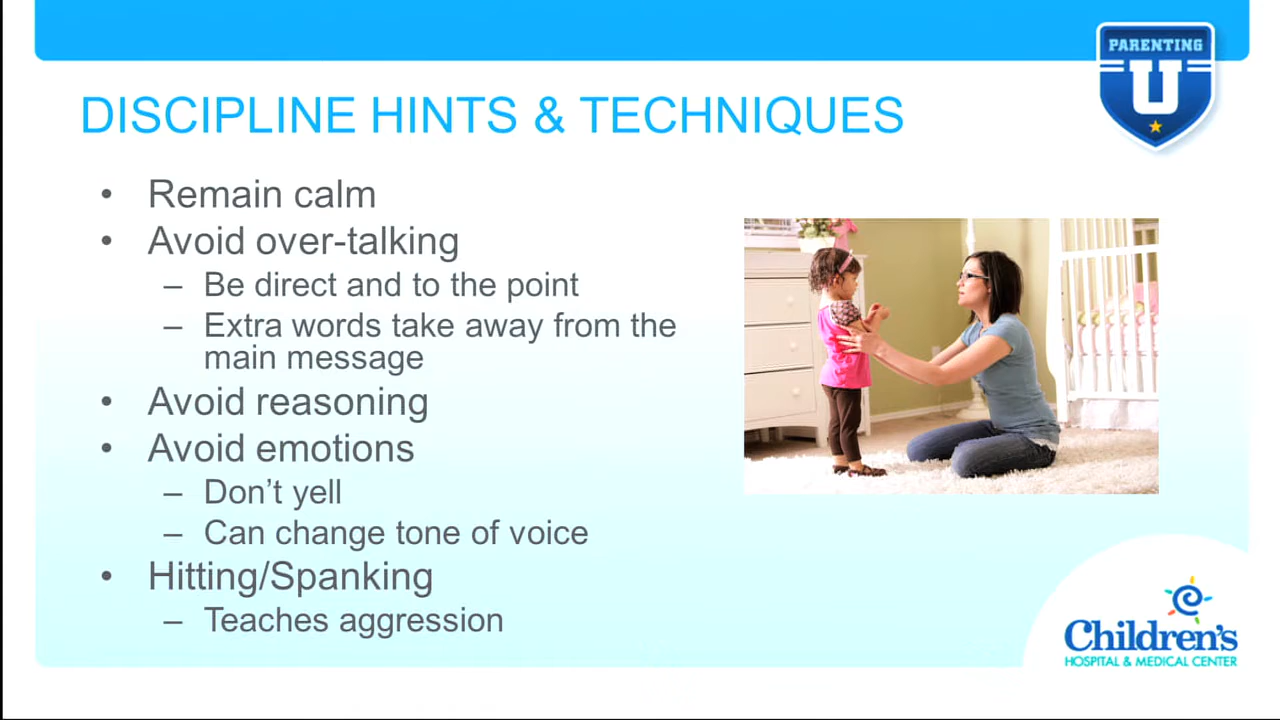 PARENTING
U
DISCIPLINE HINTS & TECHNIQUES
• Remain calm
• Avoid over-talking
– Be direct and to the point
– Extra words take away from the
main message
• Avoid reasoning
• Avoid emotions
– Don’t yell
– Can change tone of voice
• Hitting/Spanking
– Teaches aggression
Children's
HOSPITAL & MEDICAL CENTER